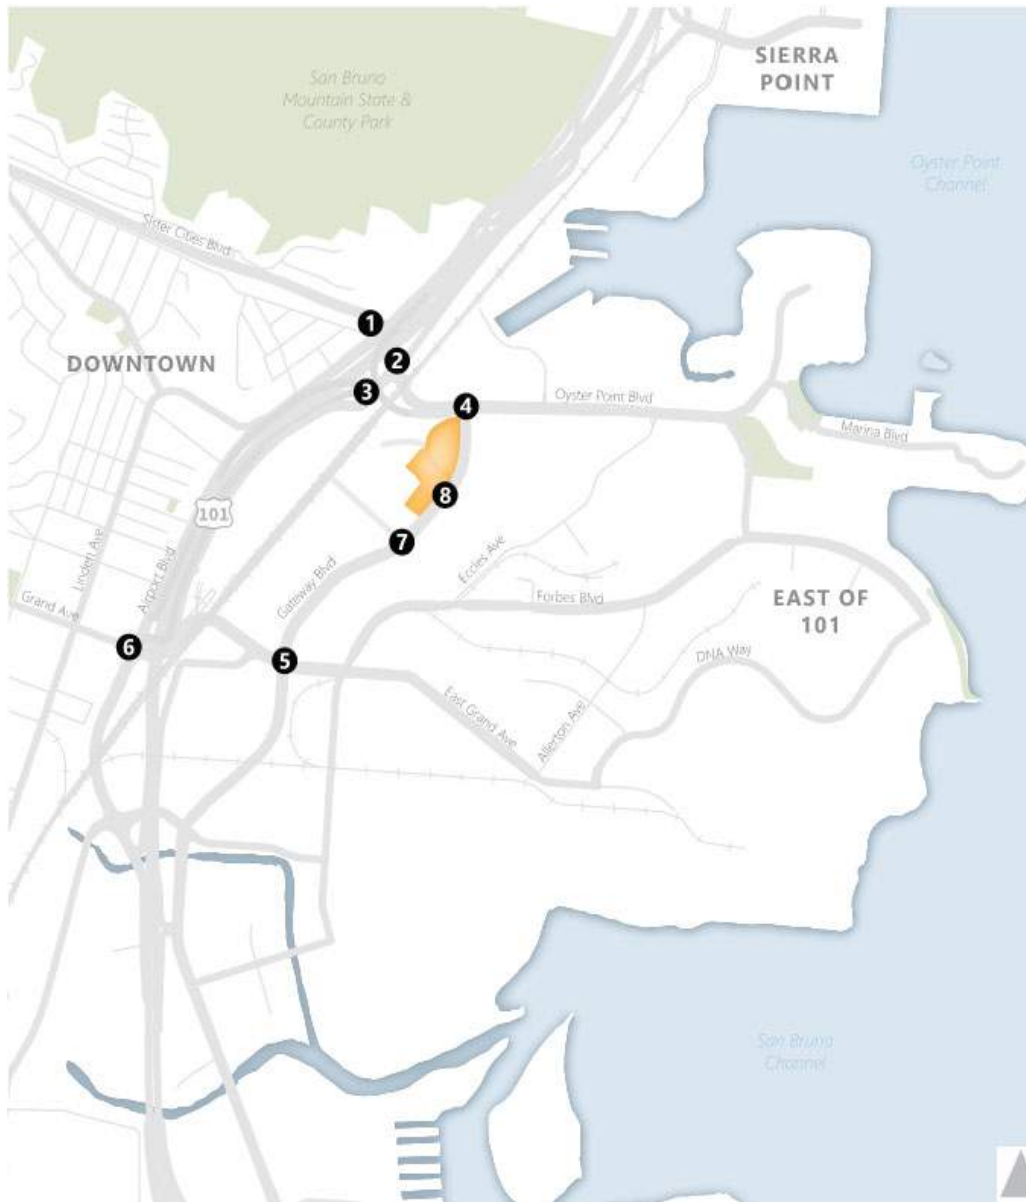 SIERRA
POINT
San Bruno
Mountain State &
County Park
Oyster Point
Channel
Sister Cities Blvd
1
2
DOWNTOWN
3
4
Oyster Point Blvd
Marina Blvd
8
101
7
Linden Ave
Airport Blvd
Eccles Ave
Gateway Blvd
Grand Ave
Forbes Blvd
EAST OF
101
6
5
DNA Way
East Grand Ave
Allerton Ave
San Bruno
Channel